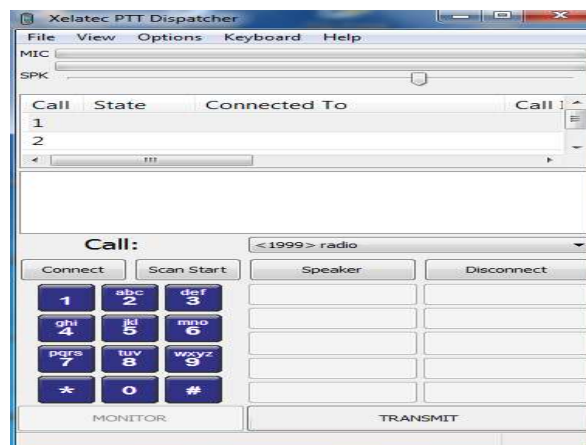 Xelatec PTT Dispatcher
File View Options Keyboard Help
MIC
SPK
Call State Connected To Call
1
2
Call: <1999> radio
Connect Scan Start Speaker Disconnect
1 abc 2 def 3
ghi 4 jkl 5 mno 6
pqrs 7 tuv 8 wxyz 9
* 0 #
MONITOR TRANSMIT